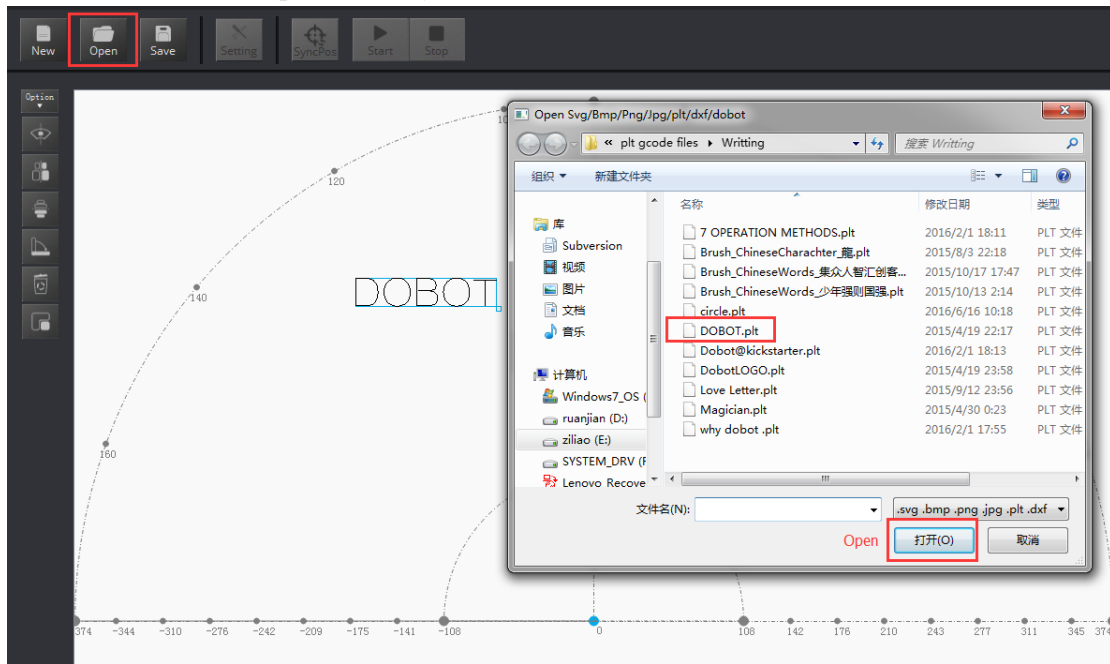 New Open Save Setting SyncPos Start Stop
Option
120
140
160
DOBOT
Open Svg/Bmp/Png/Jpg/plt/dxf/dobot
« plt gcode files Writting
搜索 Writting
组织 新建文件夹
库
Subversion
视频
图片
文档
音乐
计算机
Windows7_OS (
ruanjian (D:)
ziliao (E:)
SYSTEM_DRV (F
Lenovo Recove
名称 修改日期 类型
7 OPERATION METHODS.plt 2016/2/1 18:11 PLT 文件
Brush_ChineseCharachter_龍.plt 2015/8/3 22:18 PLT 文件
Brush_ChineseWords_集众人智汇创客... 2015/10/17 17:47 PLT 文件
Brush_ChineseWords_少年强则国强.plt 2015/10/13 2:14 PLT 文件
circle.plt 2016/6/16 10:18 PLT 文件
DOBOT.plt 2015/4/19 22:17 PLT 文件
Dobot@kickstarter.plt 2016/2/1 18:13 PLT 文件
DobotLOGO.plt 2015/4/19 23:58 PLT 文件
Love Letter.plt 2015/9/12 23:56 PLT 文件
Magician.plt 2015/4/30 0:23 PLT 文件
why dobot .plt 2016/2/1 17:55 PLT 文件
文件名(N): .svg .bmp .png .jpg .plt .dxf
Open 打开(O) 取消
374 -344 -310 -276 -242 -209 -175 -141 -108 0 108 142 176 210 243 277 311 345 374